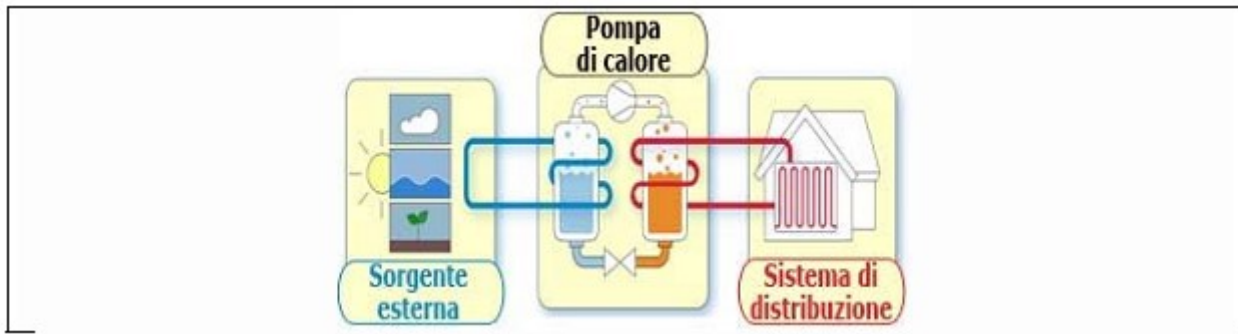 Pompa
di calore
Sorgente
esterna
Sistema di
distribuzione